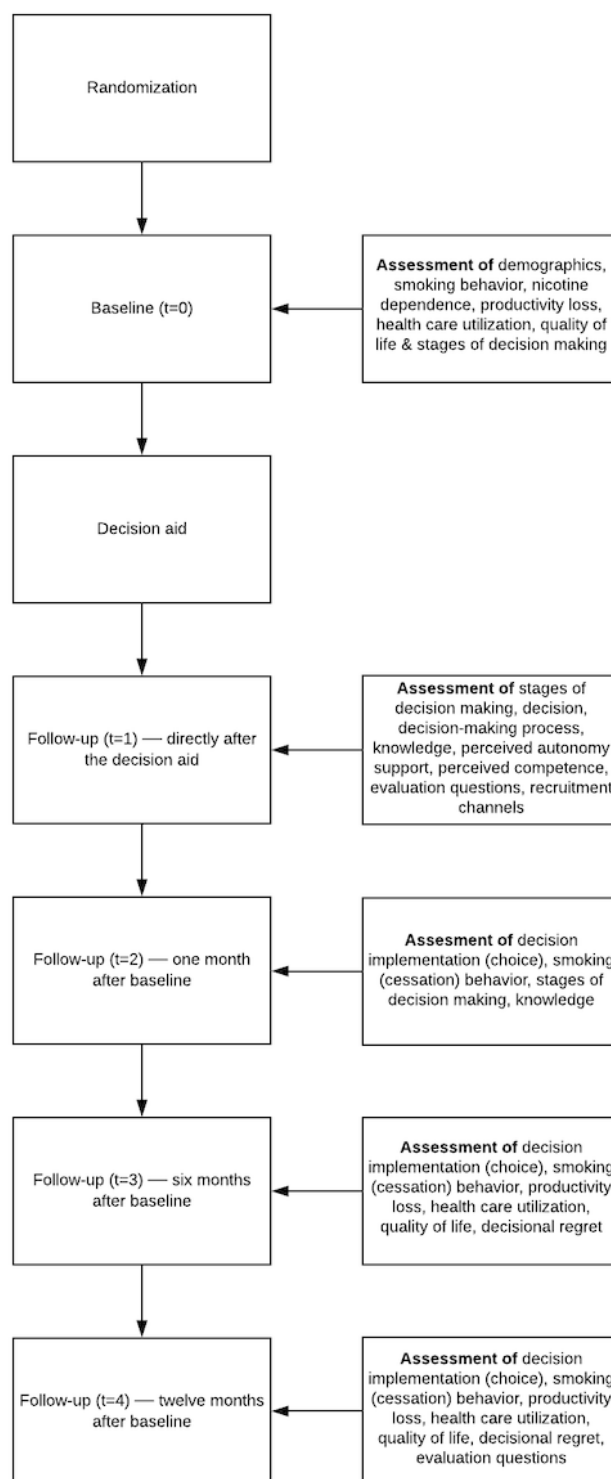 Randomization
Baseline (t=0)
Assessment of demographics,
smoking behavior, nicotine
dependence, productivity loss,
health care utilization, quality of
life & stages of decision making
Decision aid
Follow-up (t=1) — directly after
the decision aid
Assessment of stages of
decision making, decision,
decision-making process,
knowledge, perceived autonomy
support, perceived competence,
evaluation questions, recruitment
channels
Follow-up (t=2) — one month
after baseline
Assesment of decision
implementation (choice), smoking
(cessation) behavior, stages of
decision making, knowledge
Follow-up (t=3) — six months
after baseline
Assessment of decision
implementation (choice), smoking
(cessation) behavior, productivity
loss, health care utilization,
quality of life, decisional regret
Follow-up (t=4) — twelve months
after baseline
Assessment of decision
implementation (choice), smoking
(cessation) behavior, productivity
loss, health care utilization,
quality of life, decisional regret,
evaluation questions